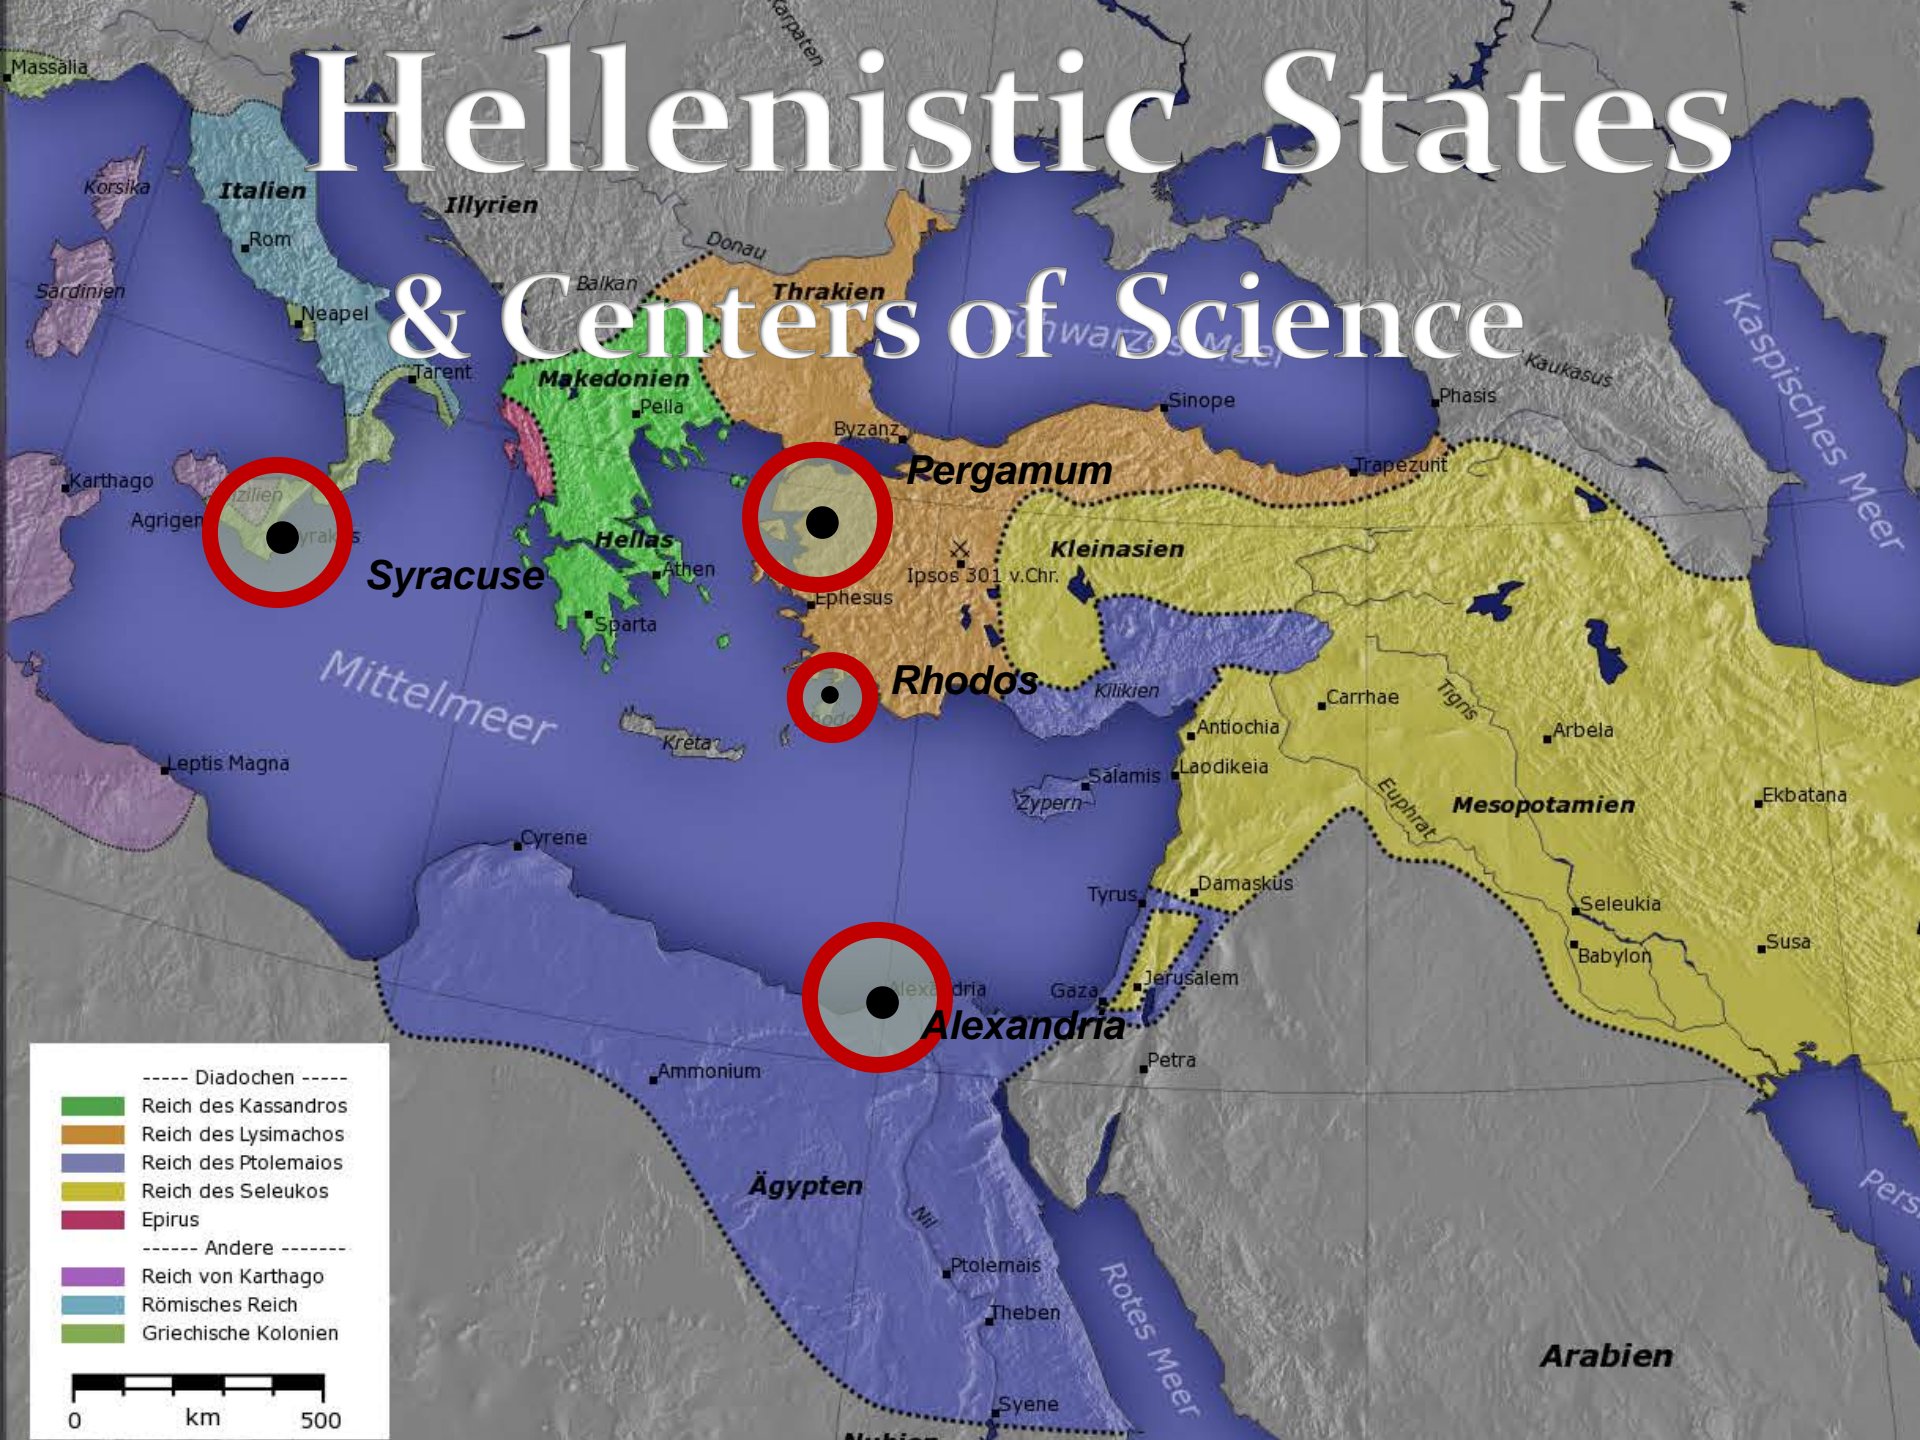 Hellenistic States
& Centers of Science
Karpaten
Massalia
Korsika
Italien
Illyrien
Rom
Donau
Sardinien
Balkan
Thrakien
Schwarzes Meer
Kaspisches Meer
Neapel
Kaukasus
Tarent
Makedonien
Pella
Sinope
Phasis
Byzanz
Pergamum
Trapezunt
Karthago
Agrigen
Syracuse
Hellas
Athen
Kleinasien
Ipsos 301 v.Chr.
Ephesus
Sparta
Mittelmeer
Rhodos
Kilikien
Carrhae
Tigris
Kreta
Antiochia
Arbela
Leptis Magna
Salamis
Laodikeia
Zypern
Euphrat
Mesopotamien
Ekbatana
Cyrene
Tyrus
Damaskus
Seleukia
Susa
Babylon
Alexandria
Gaza
Jerusalem
Alexandria
Petra
Ammonium
Ägypten
Nil
Ptolemais
Theben
Rotes Meer
Pers
Arabien
Syene
----- Diadochen -----
Reich des Kassandros
Reich des Lysimachos
Reich des Ptolemaios
Reich des Seleukos
Epirus
------ Andere -------
Reich von Karthago
Römisches Reich
Griechische Kolonien
0 km 500